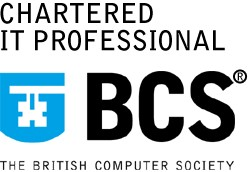 CHARTERED
IT PROFESSIONAL
BCS®
THE BRITISH COMPUTER SOCIETY